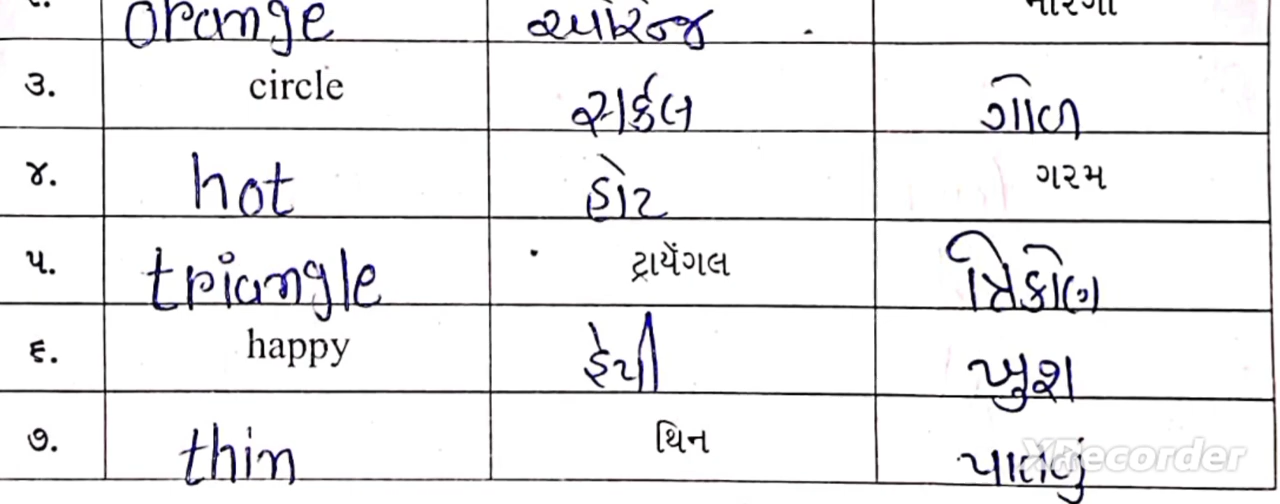 orange ઓરેન્જ નારંગી
૩. circle સર્કલ ગોળ
૪. hot હોટ ગરમ
૫. triangle ટ્રાયેંગલ ત્રિકોણ
૬. happy હેપી ખુશ
૭. thin થિન પાતળું
XRecorder